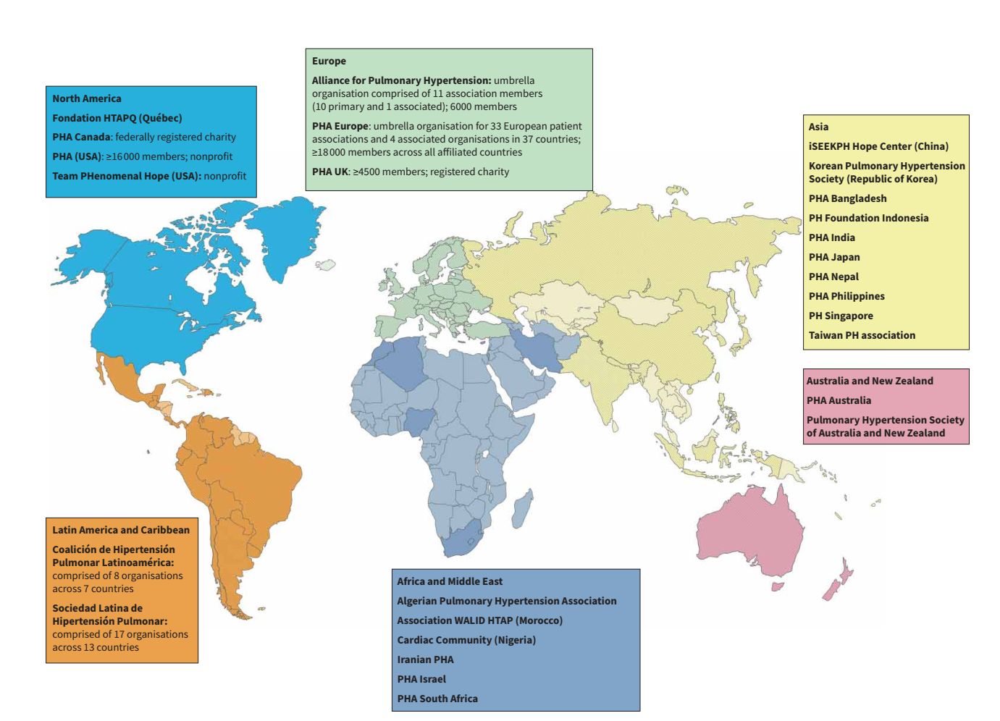 North America
Fondation HTAPQ (Québec)
PHA Canada: federally registered charity
PHA (USA): ≥16 000 members; nonprofit
Team PHenomenal Hope (USA): nonprofit
Europe
Alliance for Pulmonary Hypertension: umbrella
organisation comprised of 11 association members
(10 primary and 1 associated); 6000 members
PHA Europe: umbrella organisation for 33 European patient
associations and 4 associated organisations in 37 countries;
≥18 000 members across all affiliated countries
PHA UK: ≥4500 members; registered charity
Asia
iSEEKPH Hope Center (China)
Korean Pulmonary Hypertension
Society (Republic of Korea)
PHA Bangladesh
PH Foundation Indonesia
PHA India
PHA Japan
PHA Nepal
PHA Philippines
PH Singapore
Taiwan PH association
Australia and New Zealand
PHA Australia
Pulmonary Hypertension Society
of Australia and New Zealand
Latin America and Caribbean
Coalición de Hipertensión
Pulmonar Latinoamérica:
comprised of 8 organisations
across 7 countries
Sociedad Latina de
Hipertensión Pulmonar:
comprised of 17 organisations
across 13 countries
Africa and Middle East
Algerian Pulmonary Hypertension Association
Association WALID HTAP (Morocco)
Cardiac Community (Nigeria)
Iranian PHA
PHA Israel
PHA South Africa